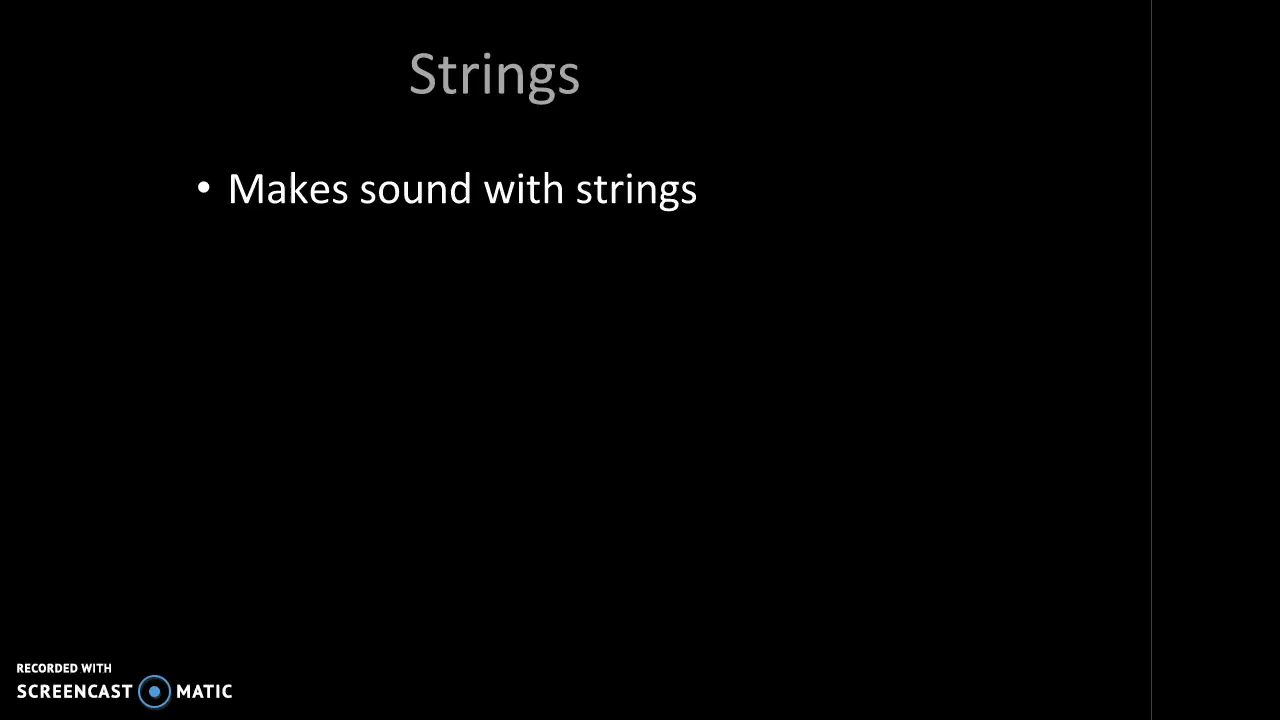 Strings
• Makes sound with strings
RECORDED WITH
SCREENCAST MATIC